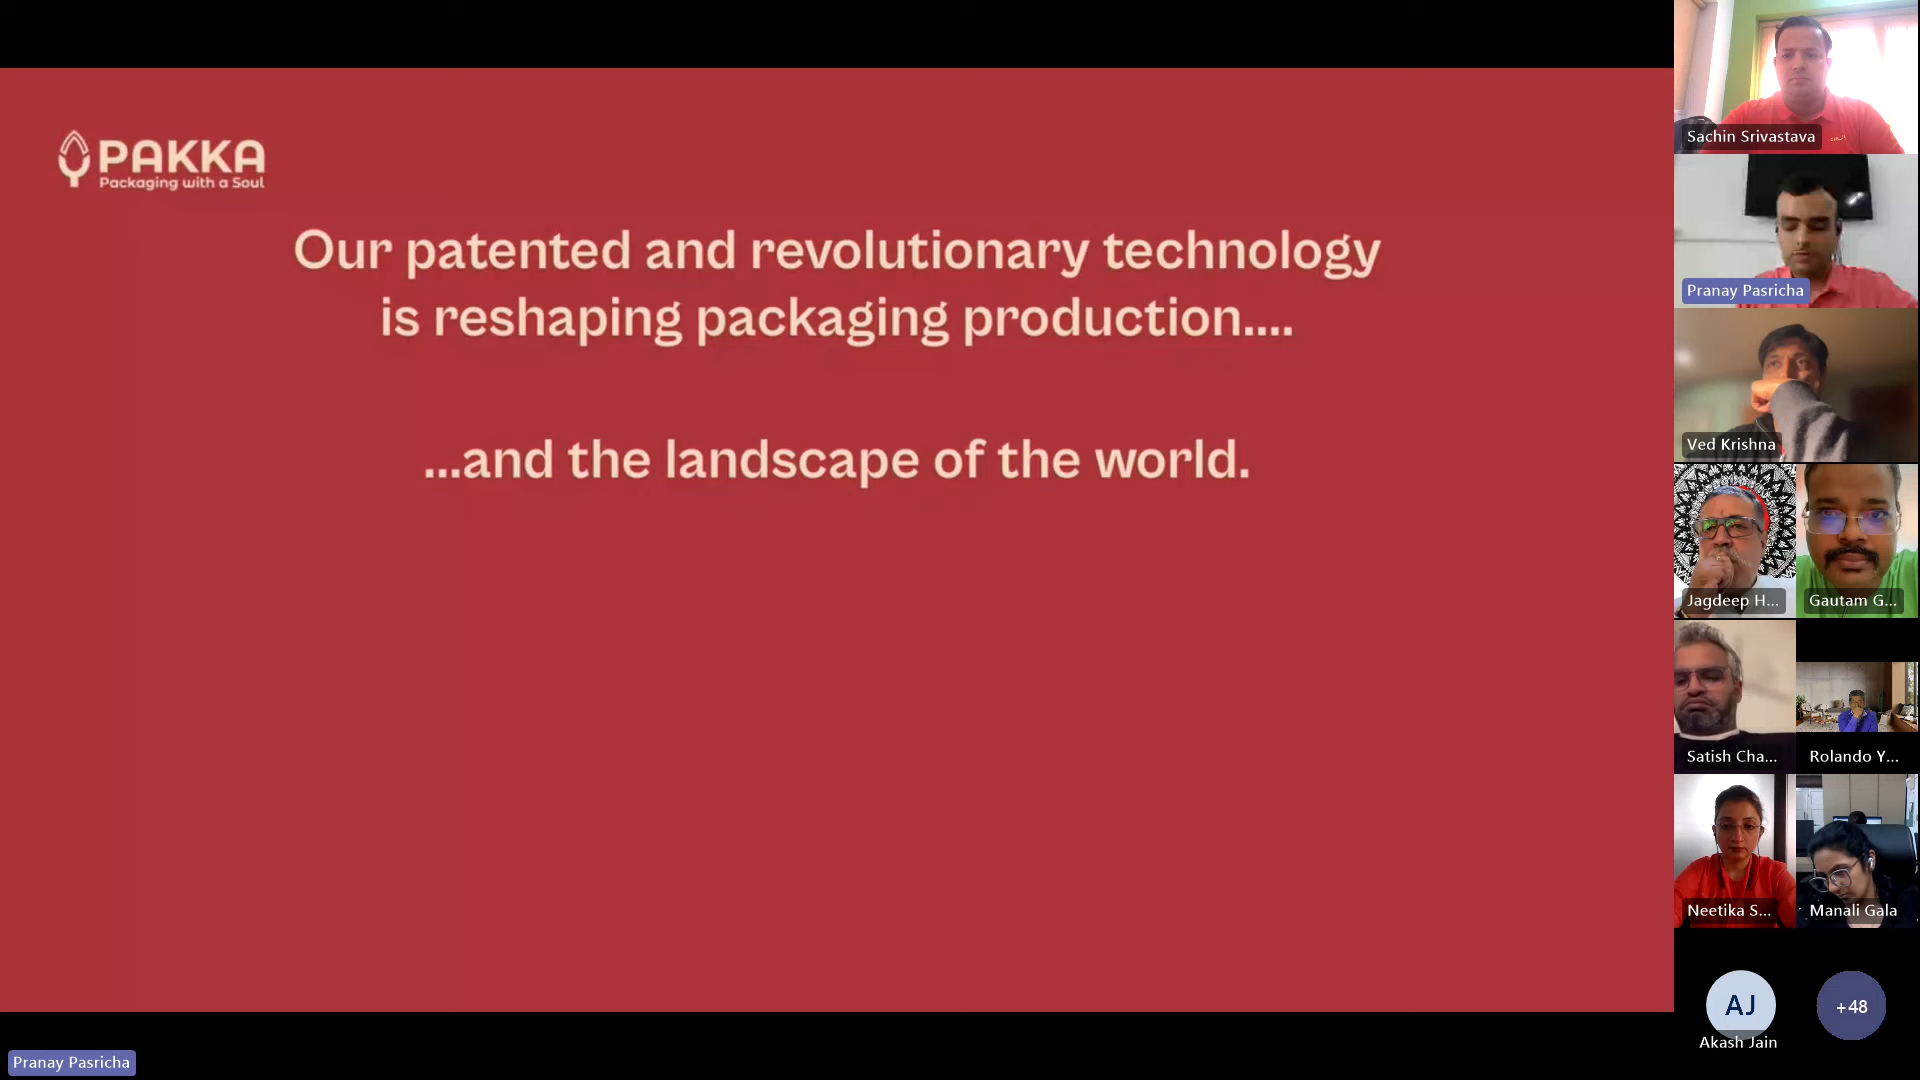 PAKKA
Packaging with a Soul
Our patented and revolutionary technology
is reshaping packaging production....
...and the landscape of the world.
Sachin Srivastava
Pranay Pasricha
Ved Krishna
Jagdeep H...
Gautam G...
Satish Cha...
Rolando Y...
Neetika S...
Manali Gala
AJ
+48
Akash Jain
Pranay Pasricha